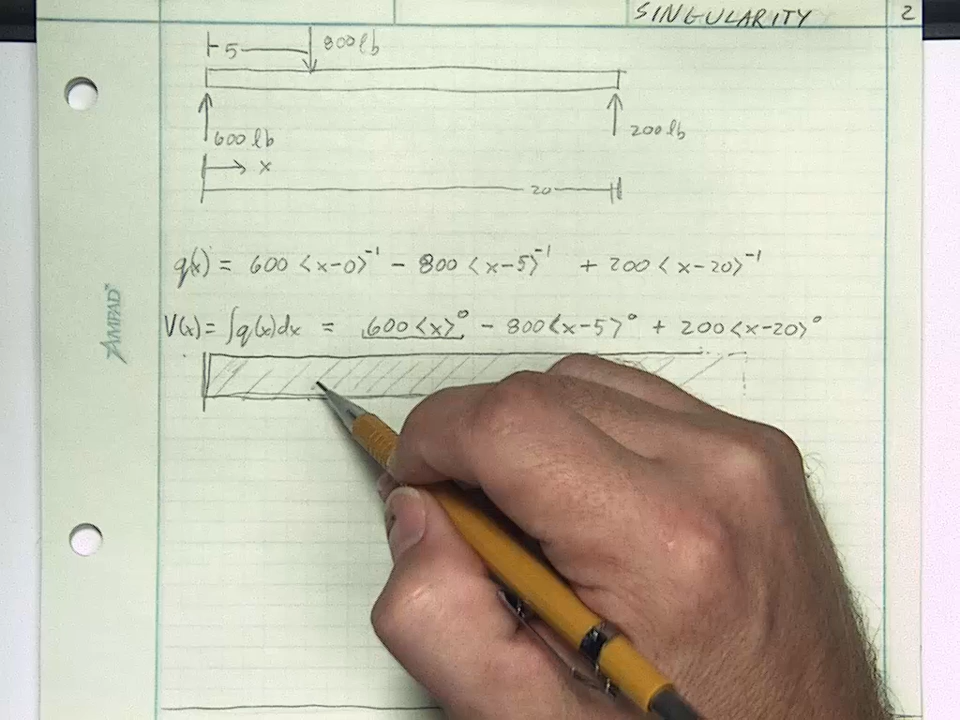 SINGULARITY 2
5 800 lb
600 lb 200 lb
x
20
q(x) = 600 <x-0>⁻¹ - 800 <x-5>⁻¹ + 200 <x-20>⁻¹
V(x) = ∫q(x)dx = 600<x>⁰ - 800<x-5>⁰ + 200<x-20>⁰
AMPAD™